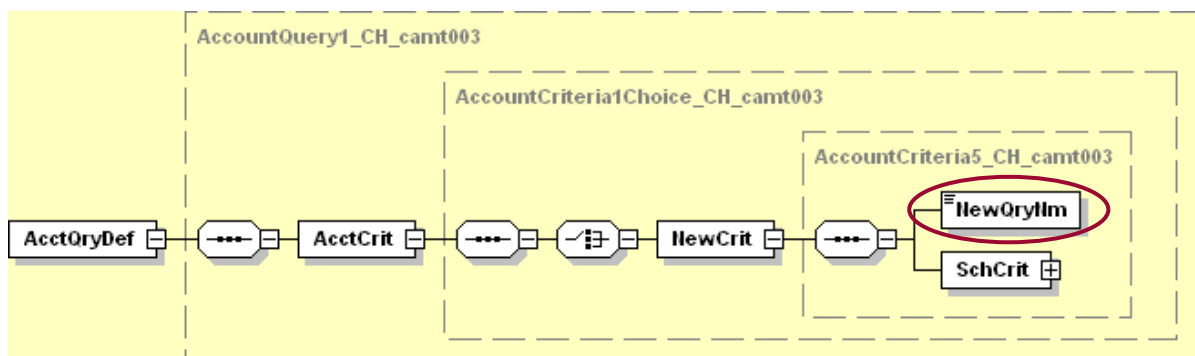 AccountQuery1_CH_camt003
AccountCriteria1Choice_CH_camt003
AccountCriteria5_CH_camt003
NewQryNm
AcctQryDef
AcctCrit
NewCrit
SchCrit